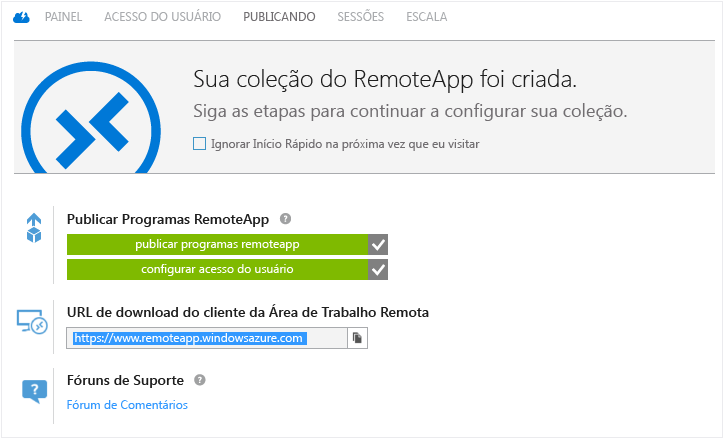 PAINEL ACESSO DO USUÁRIO PUBLICANDO SESSÕES ESCALA
Sua coleção do RemoteApp foi criada.
Siga as etapas para continuar a configurar sua coleção.
Ignorar Início Rápido na próxima vez que eu visitar
Publicar Programas RemoteApp ?
publicar programas remoteapp
configurar acesso do usuário
URL de download do cliente da Área de Trabalho Remota
https://www.remoteapp.windowsazure.com
Fóruns de Suporte ?
Fórum de Comentários